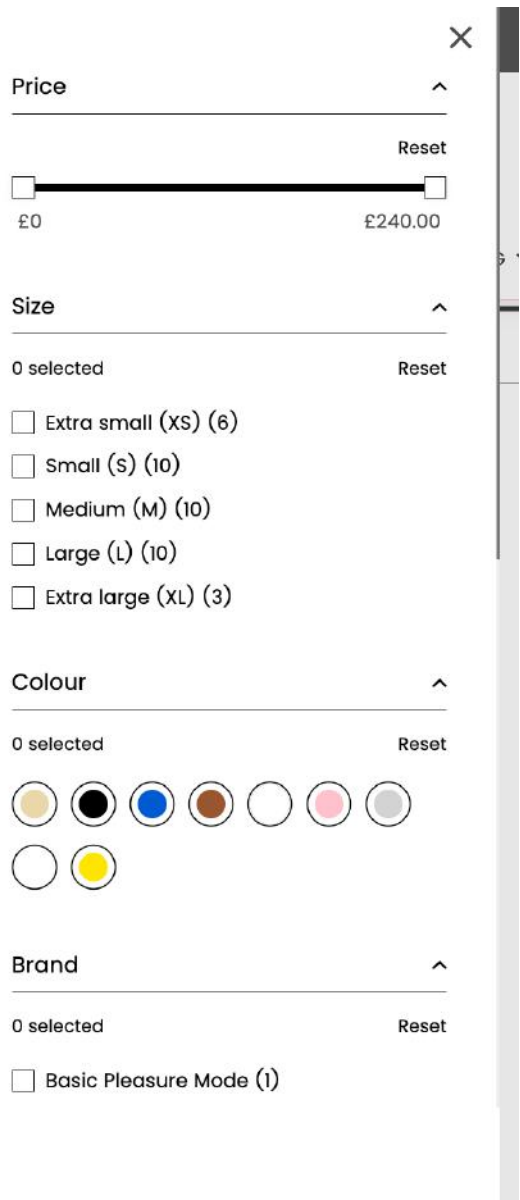 Price
Reset
£0 £240.00
Size
0 selected Reset
Extra small (XS) (6)
Small (S) (10)
Medium (M) (10)
Large (L) (10)
Extra large (XL) (3)
Colour
0 selected Reset
Brand
0 selected Reset
Basic Pleasure Mode (1)